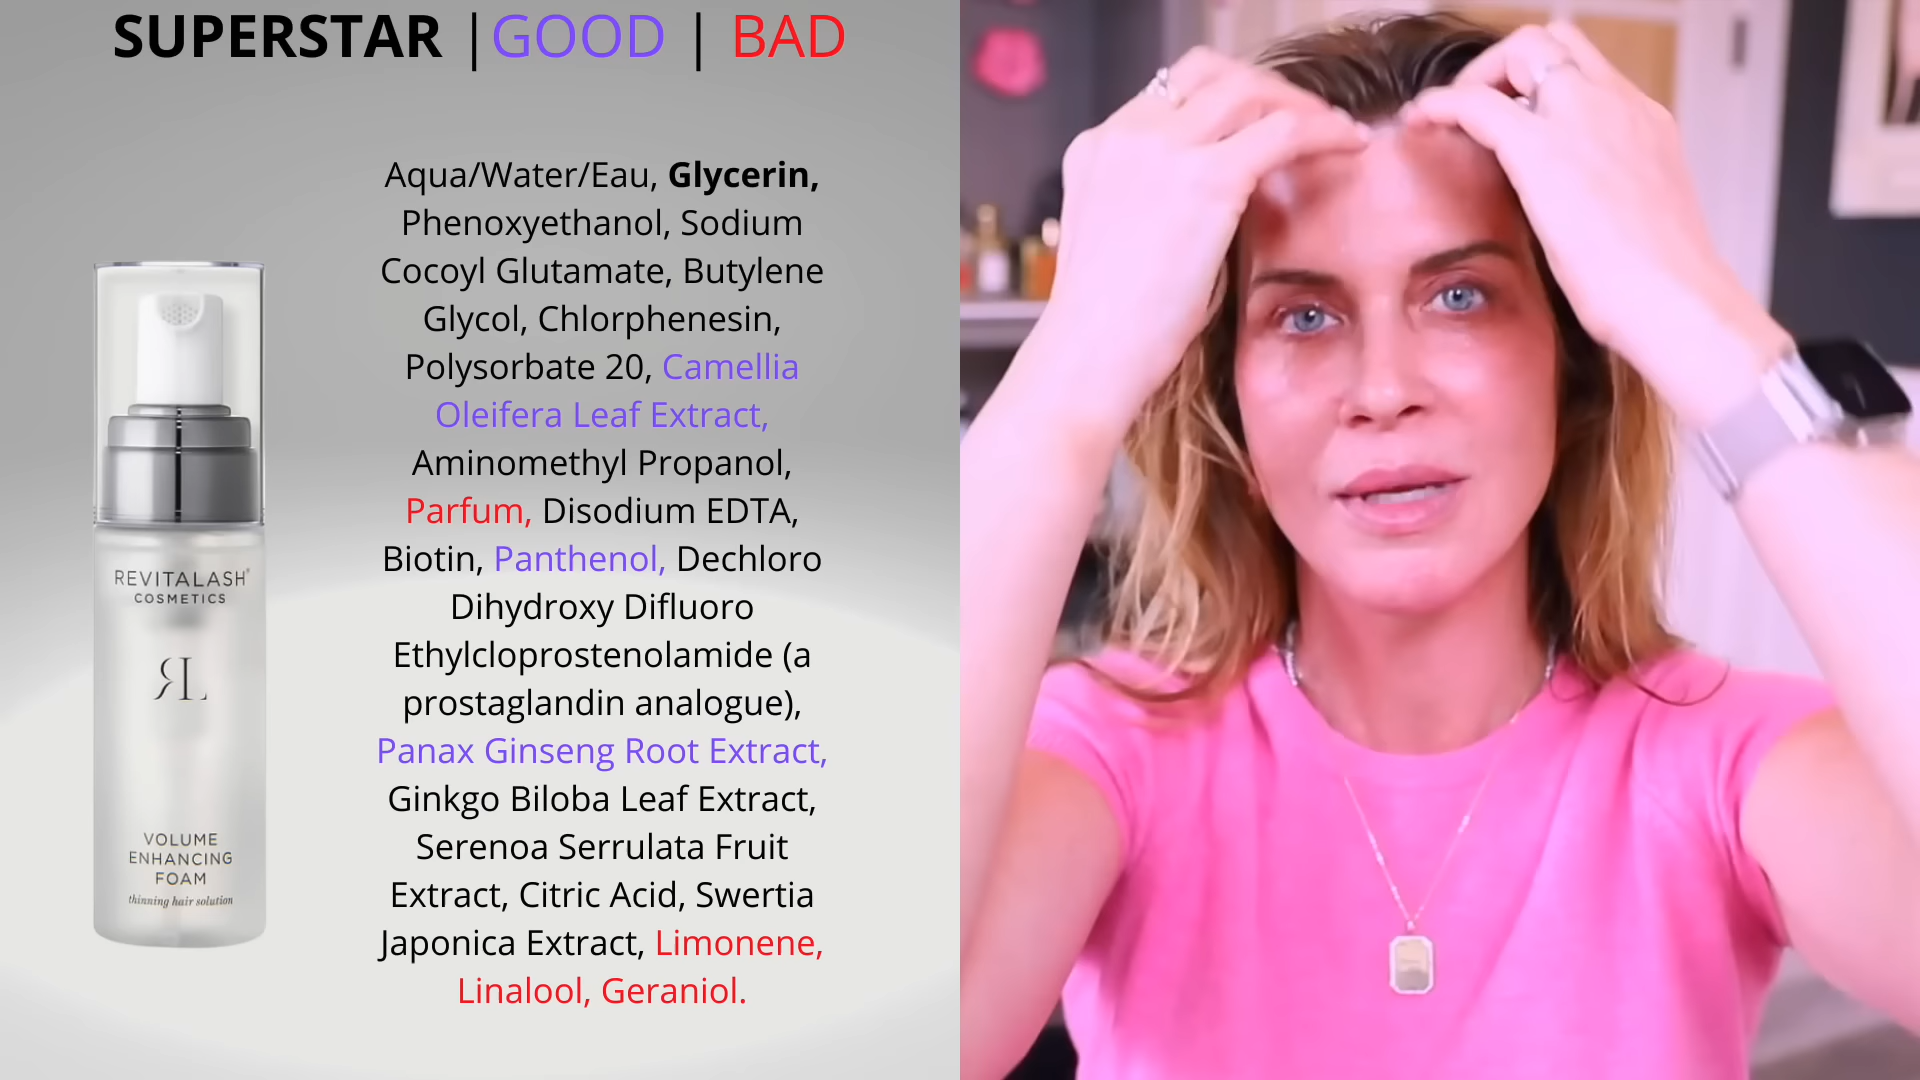 SUPERSTAR | GOOD | BAD
Aqua/Water/Eau, Glycerin,
Phenoxyethanol, Sodium
Cocoyl Glutamate, Butylene
Glycol, Chlorphenesin,
Polysorbate 20, Camellia
Oleifera Leaf Extract,
Aminomethyl Propanol,
Parfum, Disodium EDTA,
Biotin, Panthenol, Dechloro
Dihydroxy Difluoro
Ethylcloprostenolamide (a
prostaglandin analogue),
Panax Ginseng Root Extract,
Ginkgo Biloba Leaf Extract,
Serenoa Serrulata Fruit
Extract, Citric Acid, Swertia
Japonica Extract, Limonene,
Linalool, Geraniol.
REVITALASH®
COSMETICS
RL
VOLUME
ENHANCING
FOAM
thinning hair solution